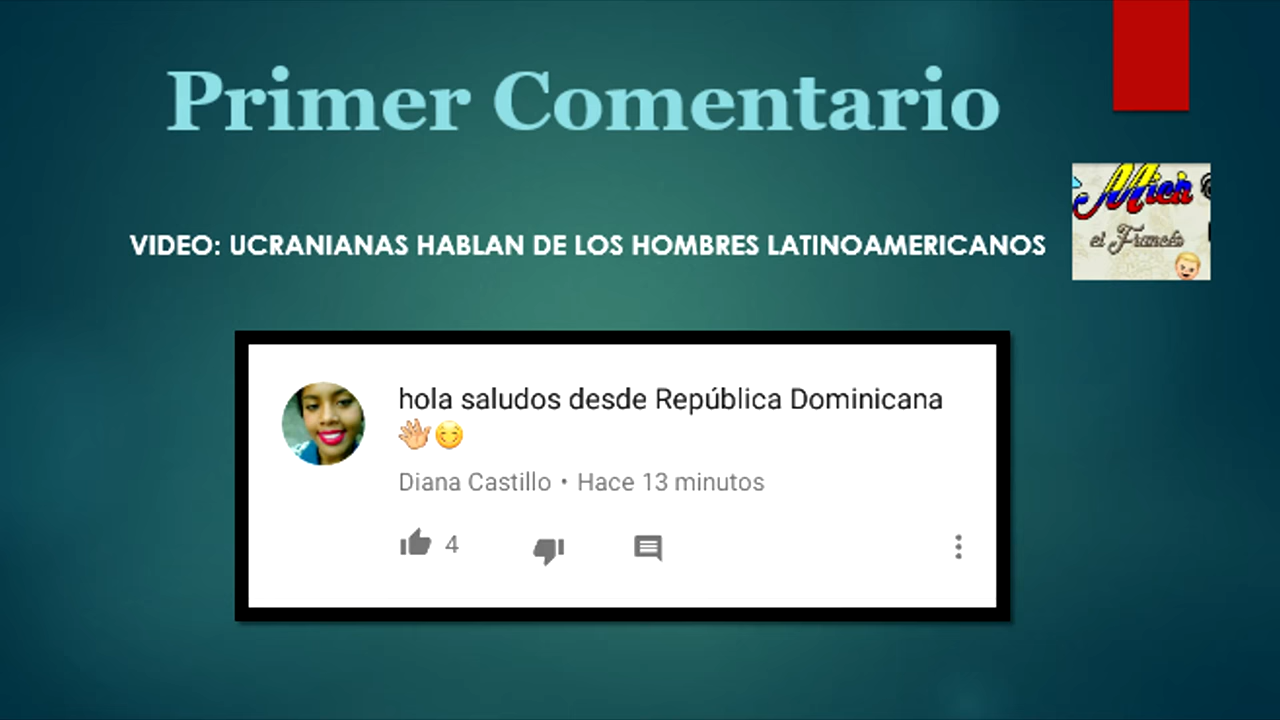 Primer Comentario
Mich
el Francés
VIDEO: UCRANIANAS HABLAN DE LOS HOMBRES LATINOAMERICANOS
hola saludos desde República Dominicana
👋🏼😊
Diana Castillo • Hace 13 minutos
4